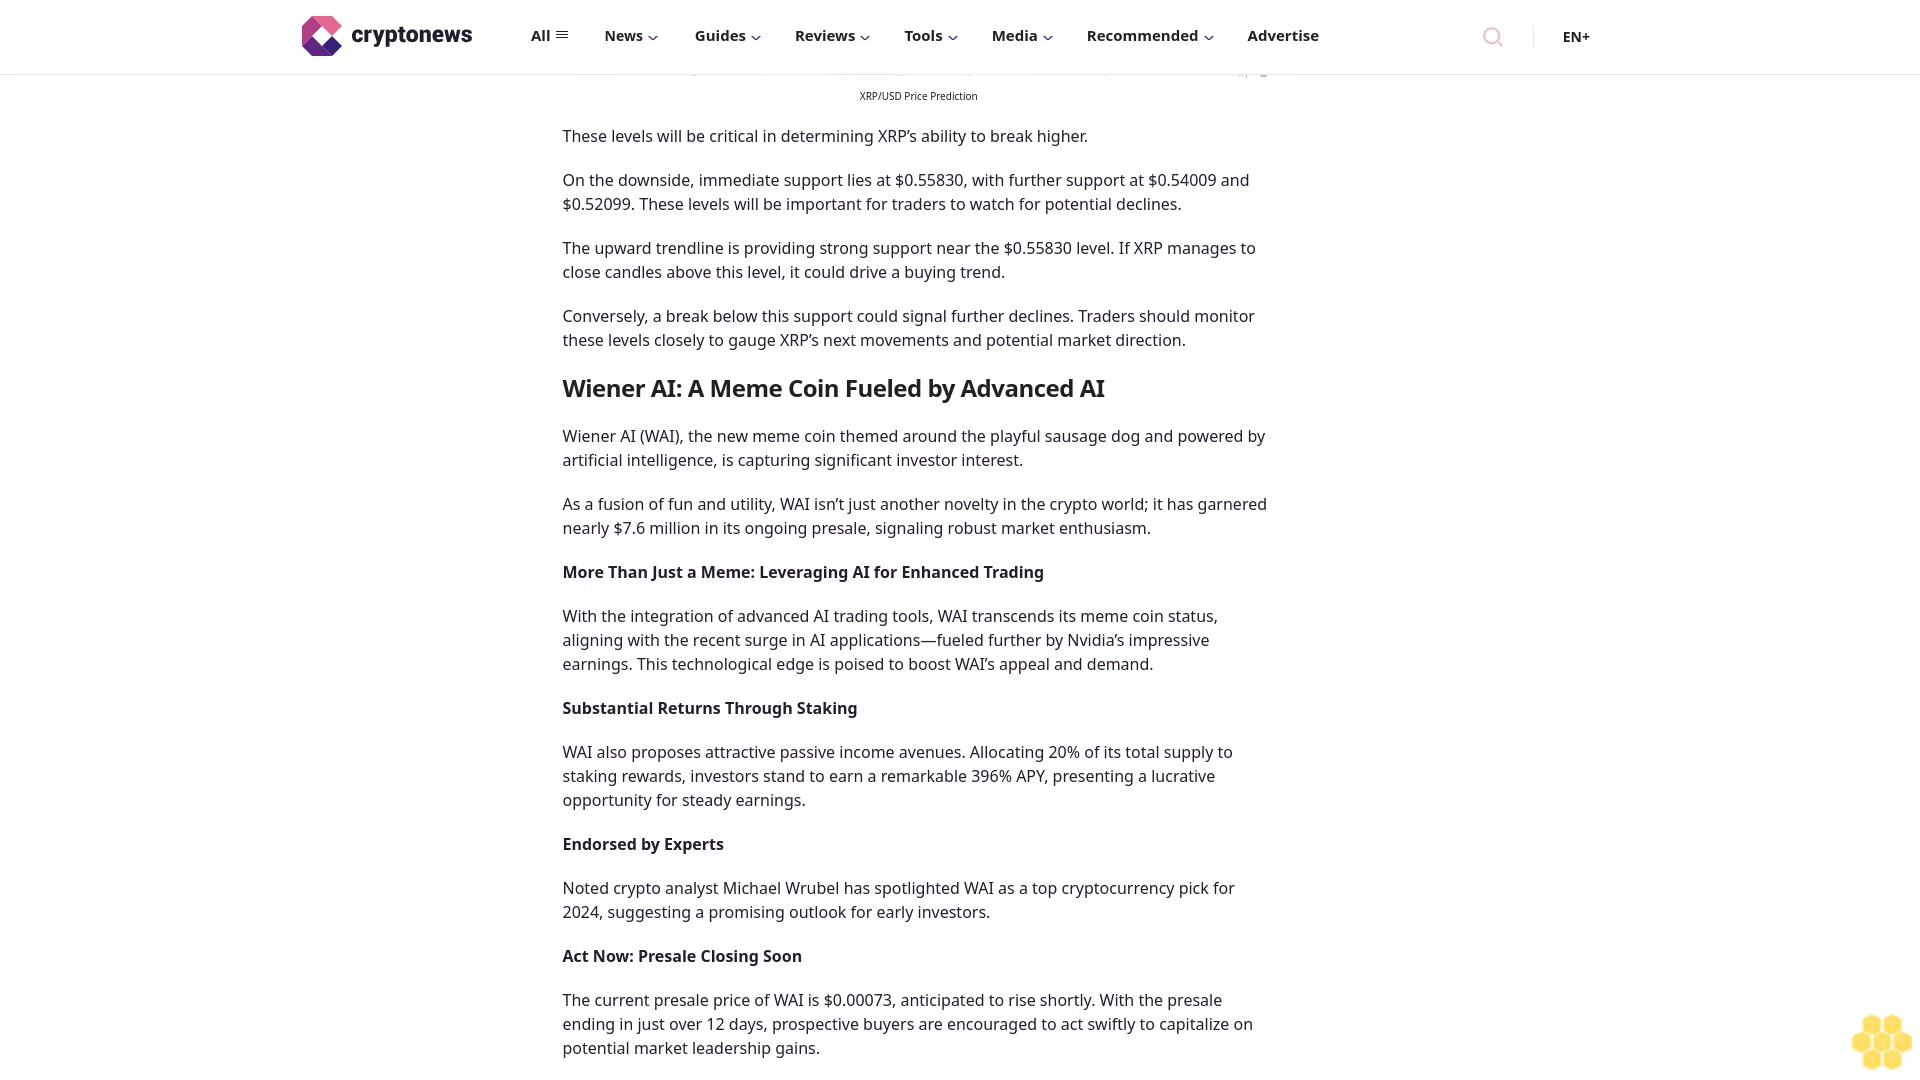 cryptonews
All
News
Guides
Reviews
Tools
Media
Recommended
Advertise
EN+
XRP/USD Price Prediction
These levels will be critical in determining XRP’s ability to break higher.
On the downside, immediate support lies at $0.55830, with further support at $0.54009 and
$0.52099. These levels will be important for traders to watch for potential declines.
The upward trendline is providing strong support near the $0.55830 level. If XRP manages to
close candles above this level, it could drive a buying trend.
Conversely, a break below this support could signal further declines. Traders should monitor
these levels closely to gauge XRP’s next movements and potential market direction.
Wiener AI: A Meme Coin Fueled by Advanced AI
Wiener AI (WAI), the new meme coin themed around the playful sausage dog and powered by
artificial intelligence, is capturing significant investor interest.
As a fusion of fun and utility, WAI isn’t just another novelty in the crypto world; it has garnered
nearly $7.6 million in its ongoing presale, signaling robust market enthusiasm.
More Than Just a Meme: Leveraging AI for Enhanced Trading
With the integration of advanced AI trading tools, WAI transcends its meme coin status,
aligning with the recent surge in AI applications—fueled further by Nvidia’s impressive
earnings. This technological edge is poised to boost WAI’s appeal and demand.
Substantial Returns Through Staking
WAI also proposes attractive passive income avenues. Allocating 20% of its total supply to
staking rewards, investors stand to earn a remarkable 396% APY, presenting a lucrative
opportunity for steady earnings.
Endorsed by Experts
Noted crypto analyst Michael Wrubel has spotlighted WAI as a top cryptocurrency pick for
2024, suggesting a promising outlook for early investors.
Act Now: Presale Closing Soon
The current presale price of WAI is $0.00073, anticipated to rise shortly. With the presale
ending in just over 12 days, prospective buyers are encouraged to act swiftly to capitalize on
potential market leadership gains.